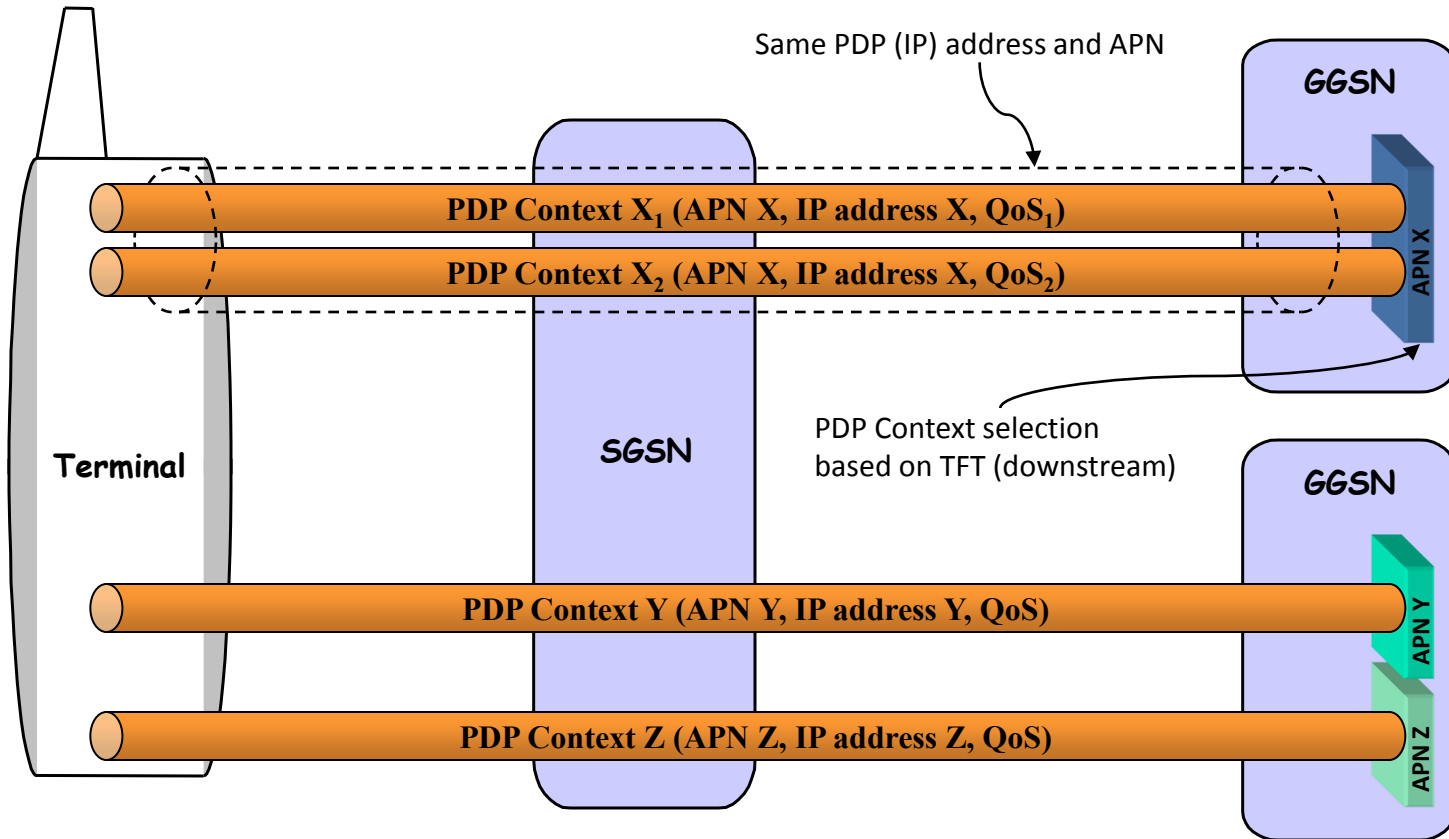 Same PDP (IP) address and APN
GGSN
PDP Context X₁ (APN X, IP address X, QoS₁)
PDP Context X₂ (APN X, IP address X, QoS₂)
APN X
PDP Context selection
based on TFT (downstream)
Terminal
SGSN
GGSN
PDP Context Y (APN Y, IP address Y, QoS)
APN Y
PDP Context Z (APN Z, IP address Z, QoS)
APN Z